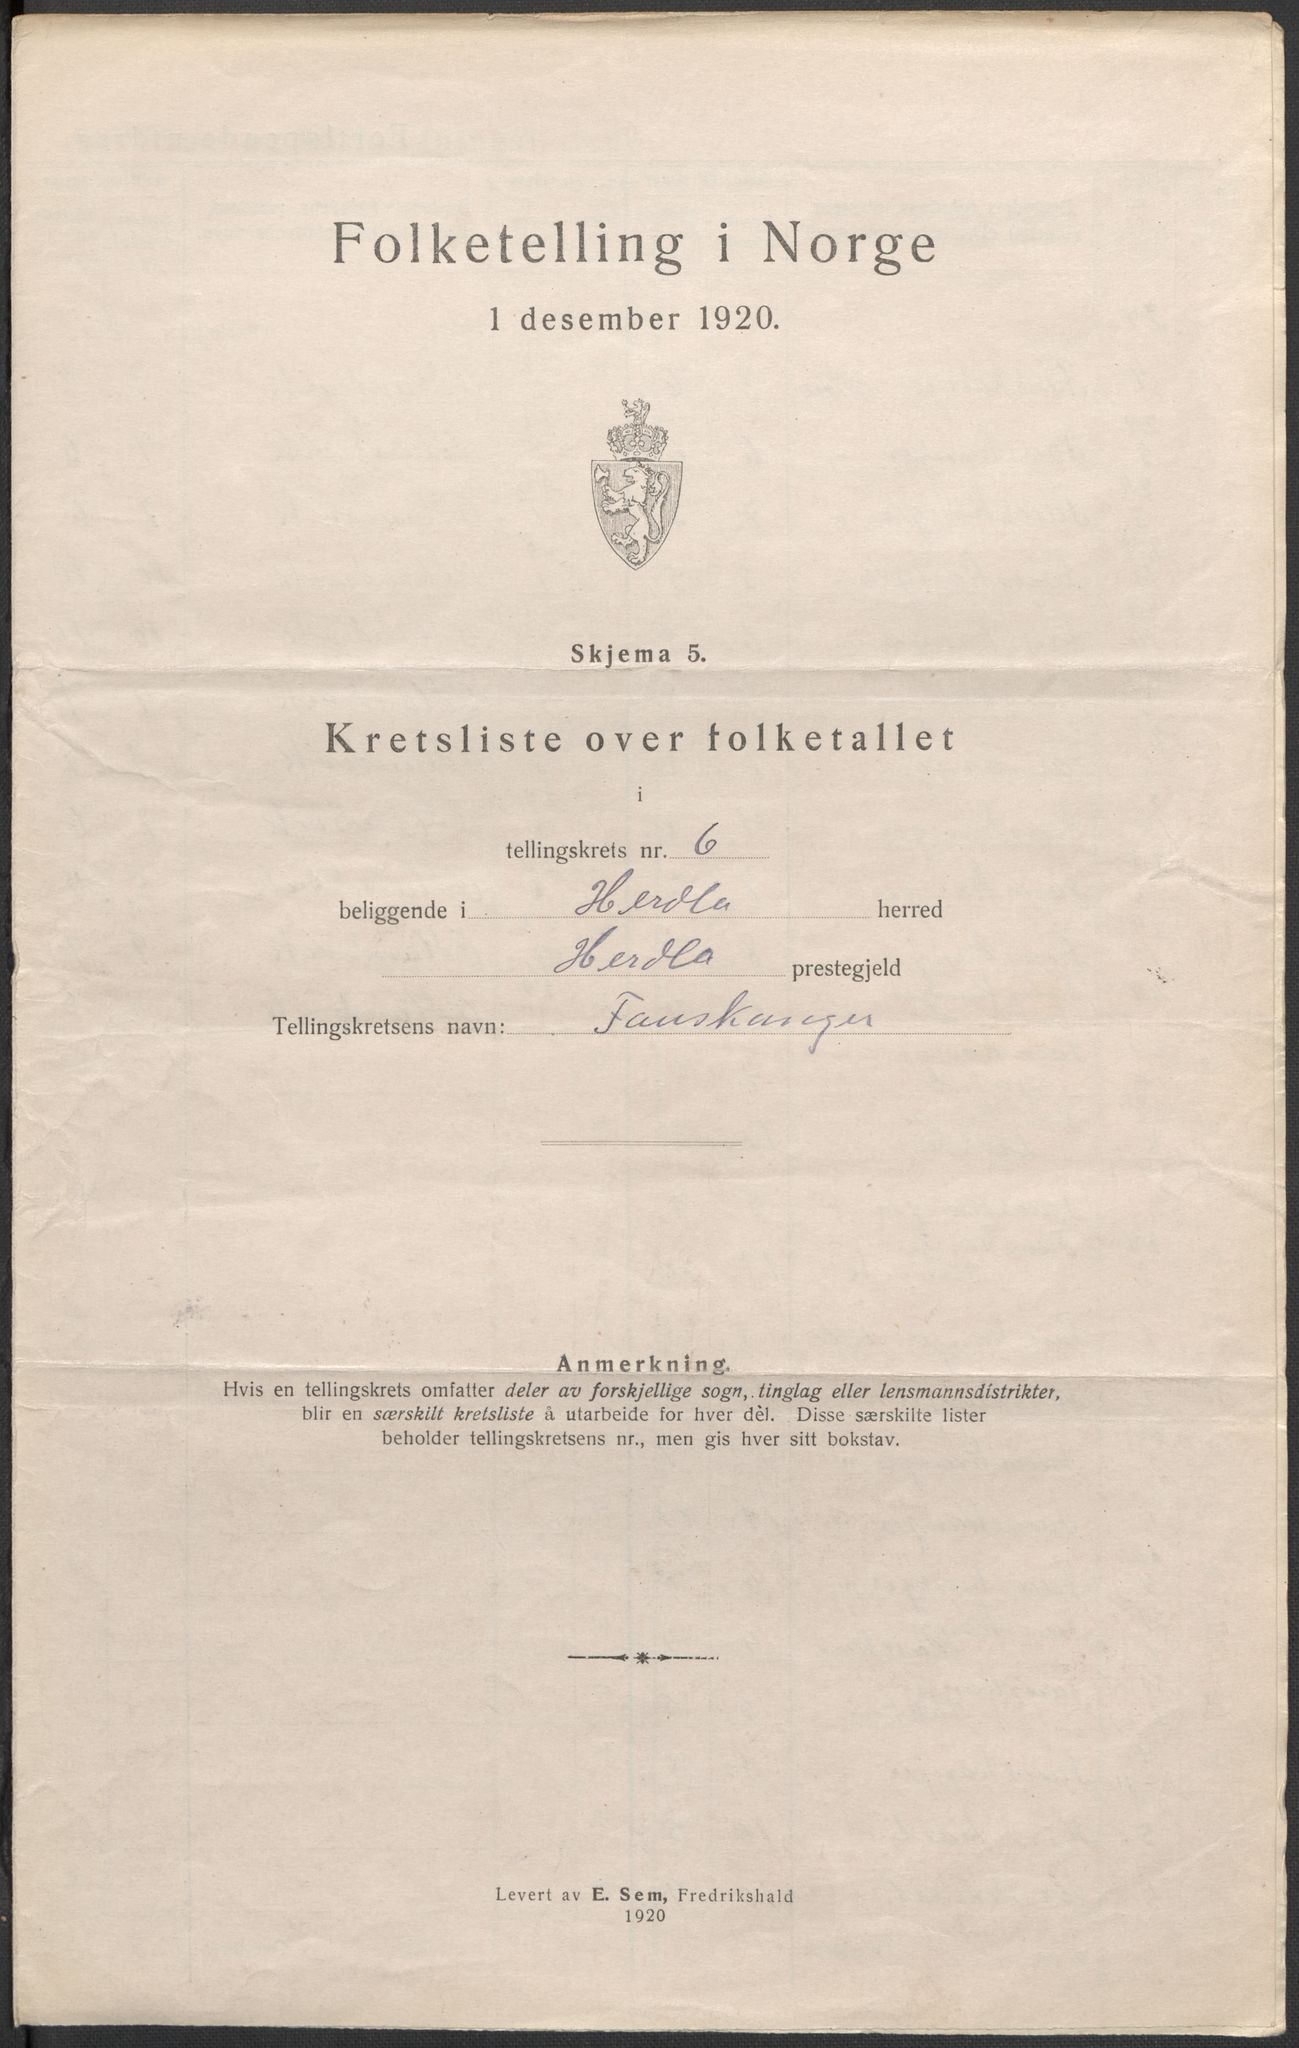 Folketelling i Norge
1 desember 1920.
Skjema 5.
Kretsliste over folketallet
i
tellingskrets nr. 6
beliggende i Herdla herred
Herdla prestegjeld
Tellingskretsens navn: Fauskanger
Anmerkning.
Hvis en tellingskrets omfatter deler av forskjellige sogn, tinglag eller lensmannsdistrikter,
blir en særskilt kretsliste å utarbeide for hver dèl. Disse særskilte lister
beholder tellingskretsens nr., men gis hver sitt bokstav.
Levert av E. Sem, Fredrikshald
1920